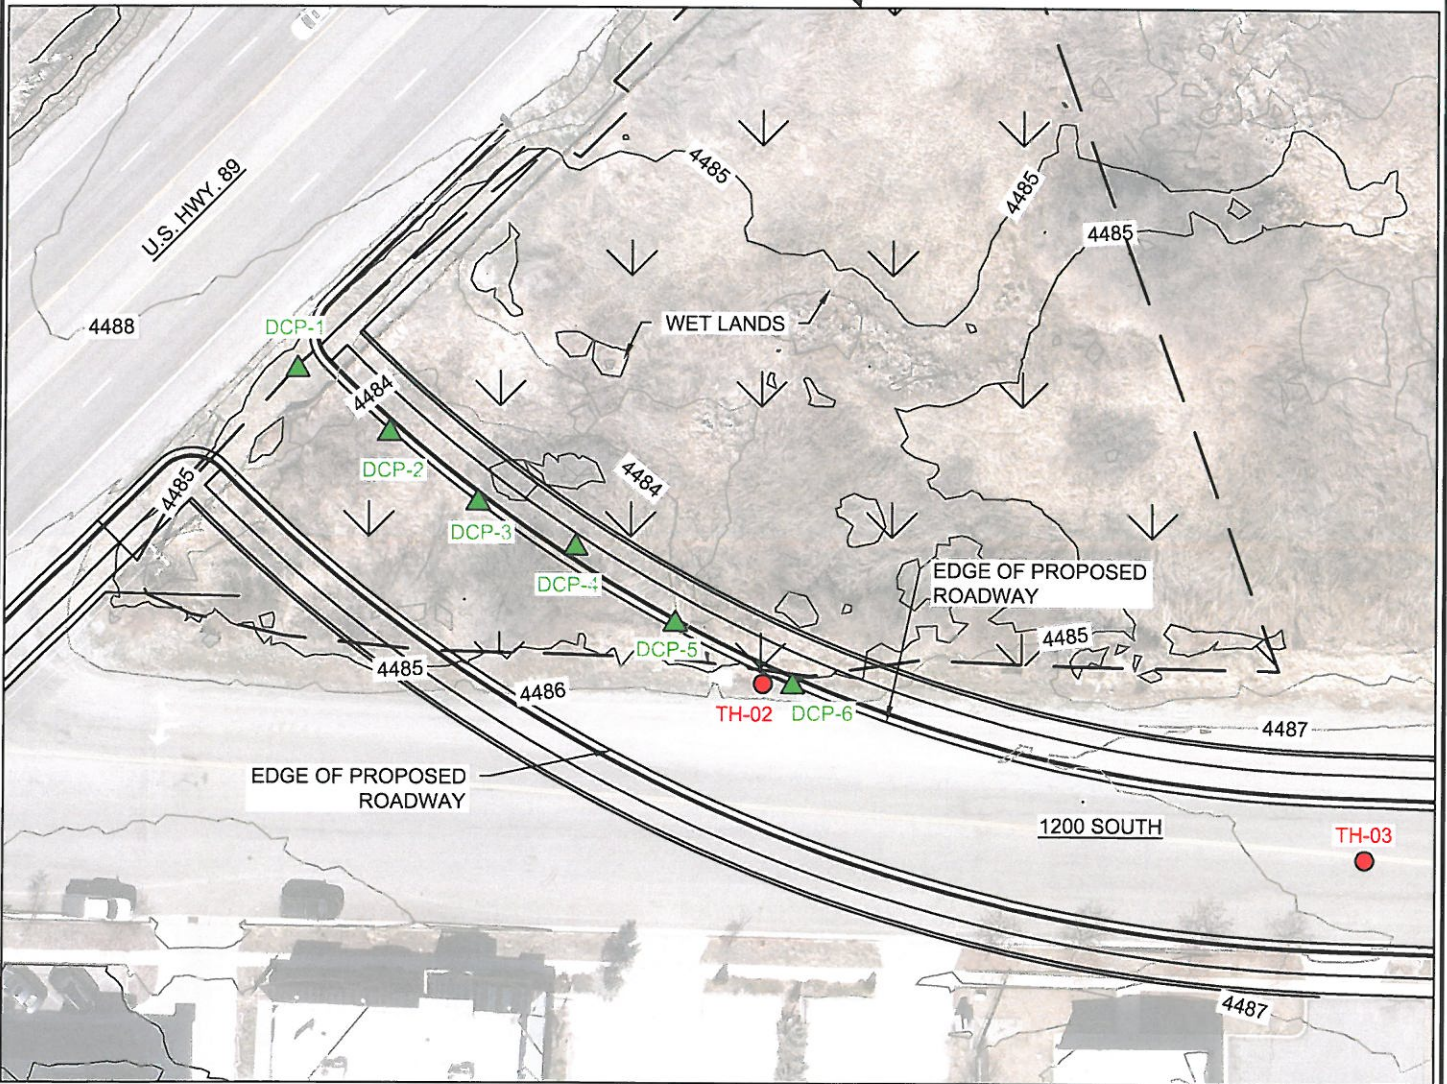 4485
4485
U.S. HWY. 89
4485
4488
DCP-1
WET LANDS
4484
DCP-2
4484
4485
DCP-3
DCP-4
EDGE OF PROPOSED
ROADWAY
DCP-5
4485
4485
4486
TH-02
DCP-6
4487
EDGE OF PROPOSED
ROADWAY
1200 SOUTH
TH-03
4487